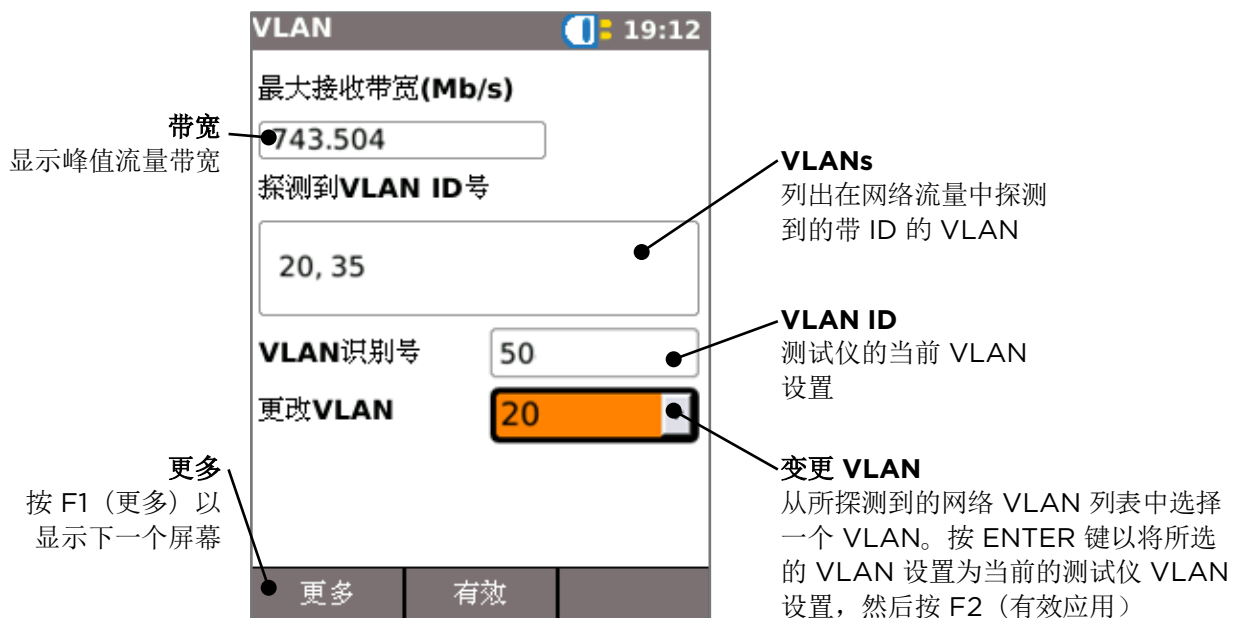 VLAN 19:12
最大接收带宽(Mb/s)
743.504
探测到VLAN ID号
20, 35
VLAN识别号 50
更改VLAN 20
更多 有效
带宽
显示峰值流量带宽
更多
按 F1（更多）以
显示下一个屏幕
VLANs
列出在网络流量中探测
到的带 ID 的 VLAN
VLAN ID
测试仪的当前 VLAN
设置
变更 VLAN
从所探测到的网络 VLAN 列表中选择
一个 VLAN。按 ENTER 键以将所选
的 VLAN 设置为当前的测试仪 VLAN
设置，然后按 F2（有效应用）